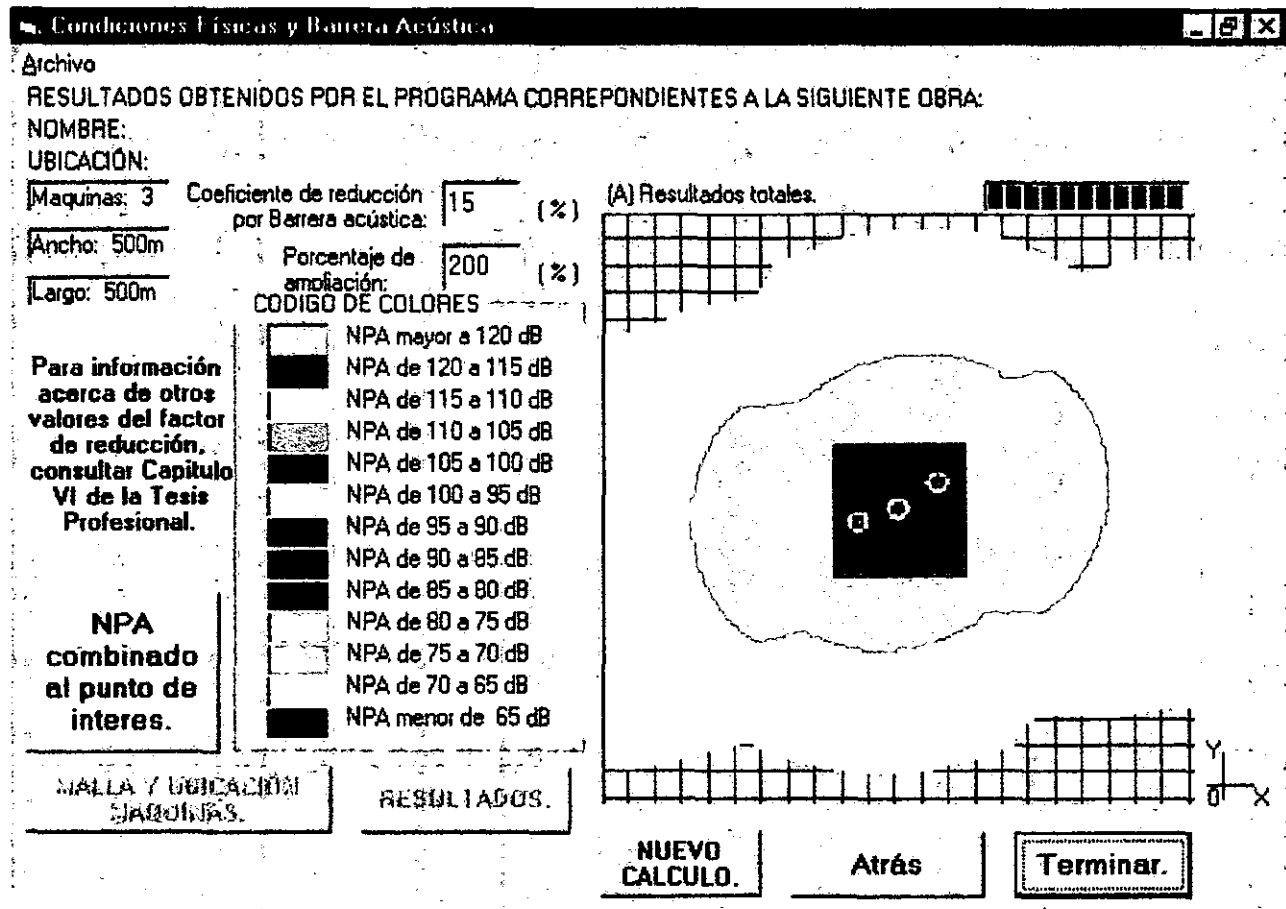 Condiciones Físicas y Barrera Acústica
Archivo
RESULTADOS OBTENIDOS POR EL PROGRAMA CORREPONDIENTES A LA SIGUIENTE OBRA:
NOMBRE:
UBICACIÓN:
Maquinas: 3
Ancho: 500m
Largo: 500m
Coeficiente de reducción
por Barrera acústica:
15
(%)
Porcentaje de
ampliación:
200
(%)
(A) Resultados totales.
CODIGO DE COLORES
NPA mayor a 120 dB
NPA de 120 a 115 dB
NPA de 115 a 110 dB
NPA de 110 a 105 dB
NPA de 105 a 100 dB
NPA de 100 a 95 dB
NPA de 95 a 90 dB
NPA de 90 a 85 dB
NPA de 85 a 80 dB
NPA de 80 a 75 dB
NPA de 75 a 70 dB
NPA de 70 a 65 dB
NPA menor de 65 dB
Para información
acerca de otros
valores del factor
de reducción,
consultar Capitulo
VI de la Tesis
Profesional.
NPA
combinado
al punto de
interes.
MALLA Y UBICACIÓN
MAQUINAS.
RESULTADOS.
Y
0
X
NUEVO
CALCULO.
Atrás
Terminar.